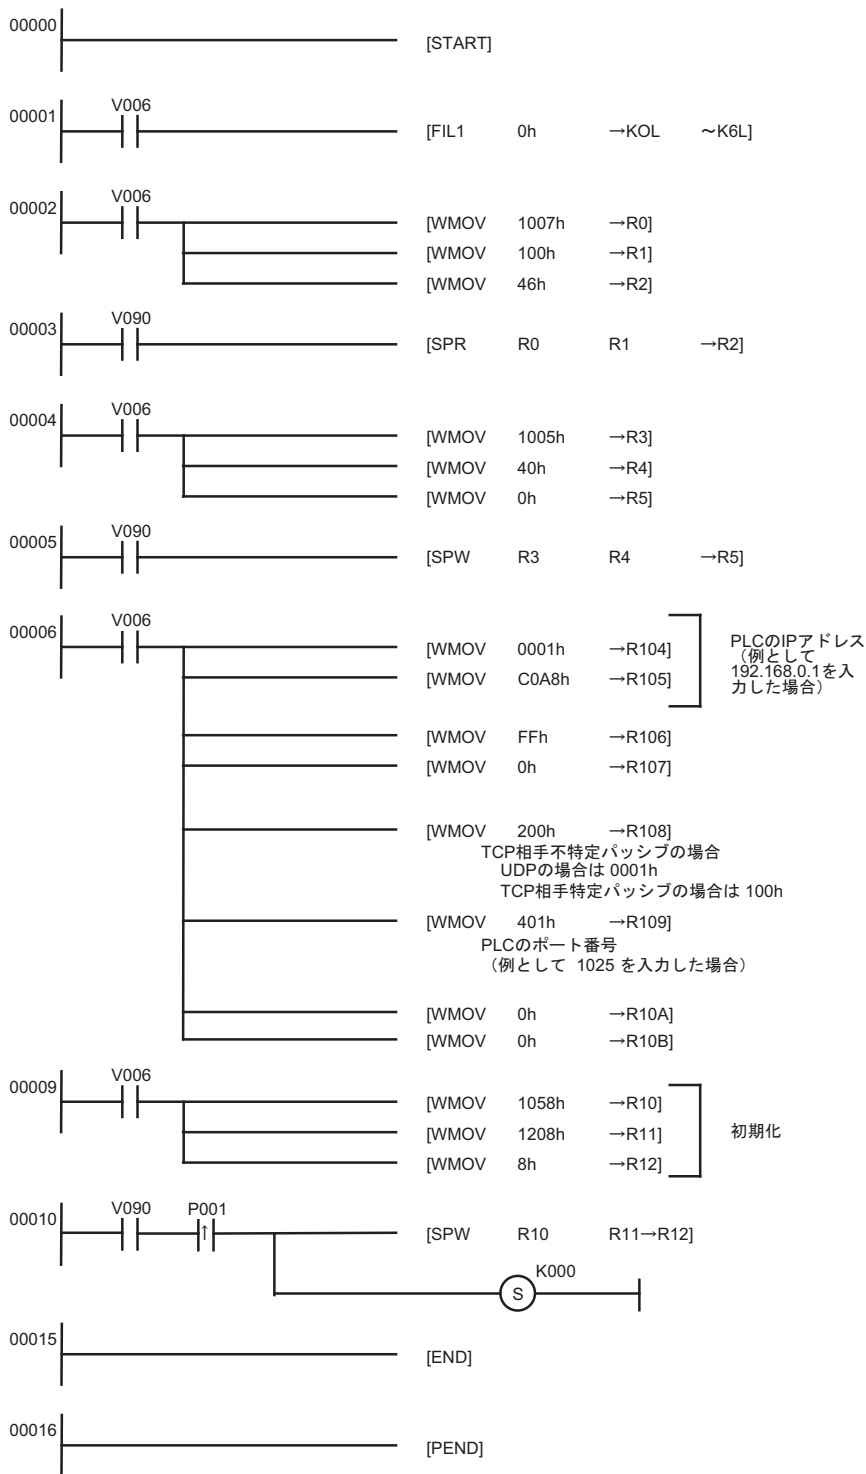 00000
[START]
00001
V006
[FIL1 0h →KOL ～K6L]
00002
V006
[WMOV 1007h →R0]
[WMOV 100h →R1]
[WMOV 46h →R2]
00003
V090
[SPR R0 R1 →R2]
00004
V006
[WMOV 1005h →R3]
[WMOV 40h →R4]
[WMOV 0h →R5]
00005
V090
[SPW R3 R4 →R5]
00006
V006
[WMOV 0001h →R104]
[WMOV C0A8h →R105]
PLCのIPアドレス
（例として
192.168.0.1を入
力した場合）
[WMOV FFh →R106]
[WMOV 0h →R107]
[WMOV 200h →R108]
TCP相手不特定パッシブの場合
UDPの場合は 0001h
TCP相手特定パッシブの場合は 100h
[WMOV 401h →R109]
PLCのポート番号
（例として 1025 を入力した場合）
[WMOV 0h →R10A]
[WMOV 0h →R10B]
00009
V006
[WMOV 1058h →R10]
[WMOV 1208h →R11]
[WMOV 8h →R12]
初期化
00010
V090 P001
↑
[SPW R10 R11→R12]
K000
S
00015
[END]
00016
[PEND]